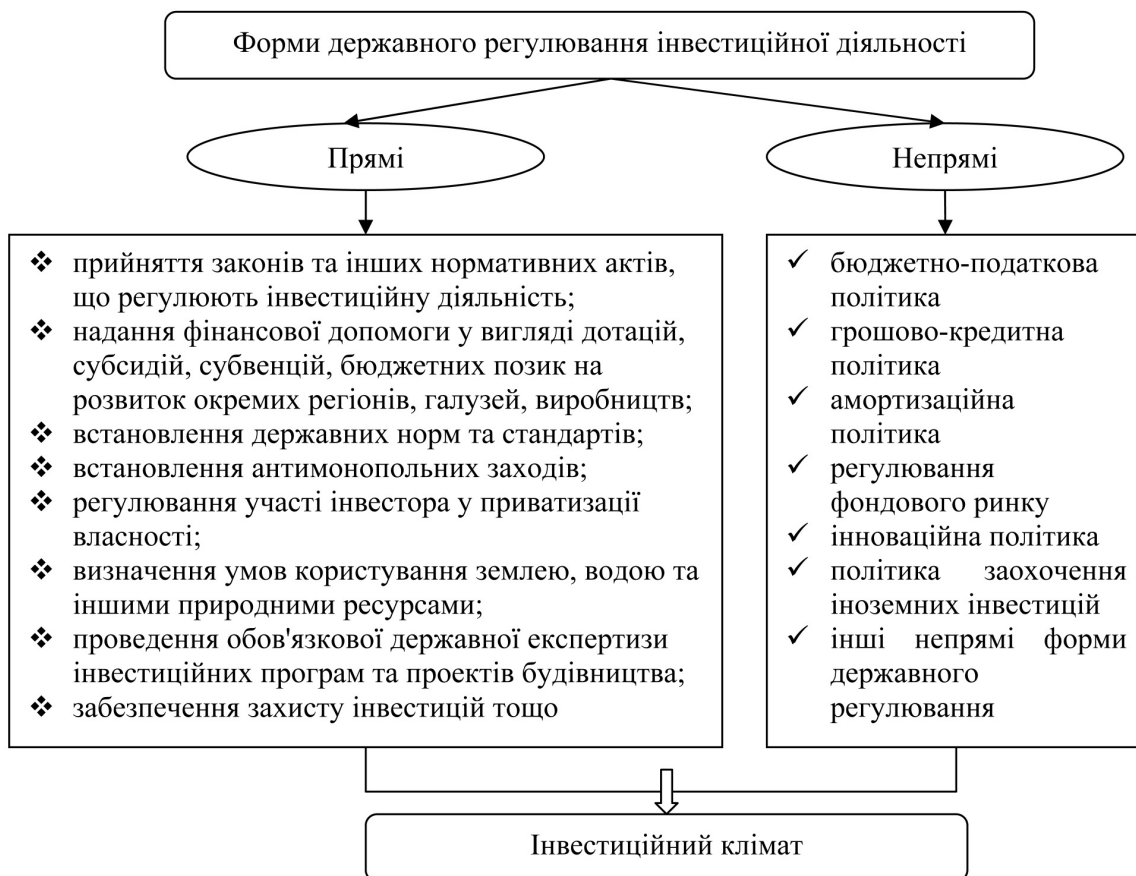 Форми державного регулювання інвестиційної діяльності
Прямі
Непрямі
❖ прийняття законів та інших нормативних актів,
що регулюють інвестиційну діяльність;
❖ надання фінансової допомоги у вигляді дотацій,
субсидій, субвенцій, бюджетних позик на
розвиток окремих регіонів, галузей, виробництв;
❖ встановлення державних норм та стандартів;
❖ встановлення антимонопольних заходів;
❖ регулювання участі інвестора у приватизації
власності;
❖ визначення умов користування землею, водою та
іншими природними ресурсами;
❖ проведення обов'язкової державної експертизи
інвестиційних програм та проектів будівництва;
❖ забезпечення захисту інвестицій тощо
✓ бюджетно-податкова
політика
✓ грошово-кредитна
політика
✓ амортизаційна
політика
✓ регулювання
фондового ринку
✓ інноваційна політика
✓ політика заохочення
іноземних інвестицій
✓ інші непрямі форми
державного
регулювання
Інвестиційний клімат